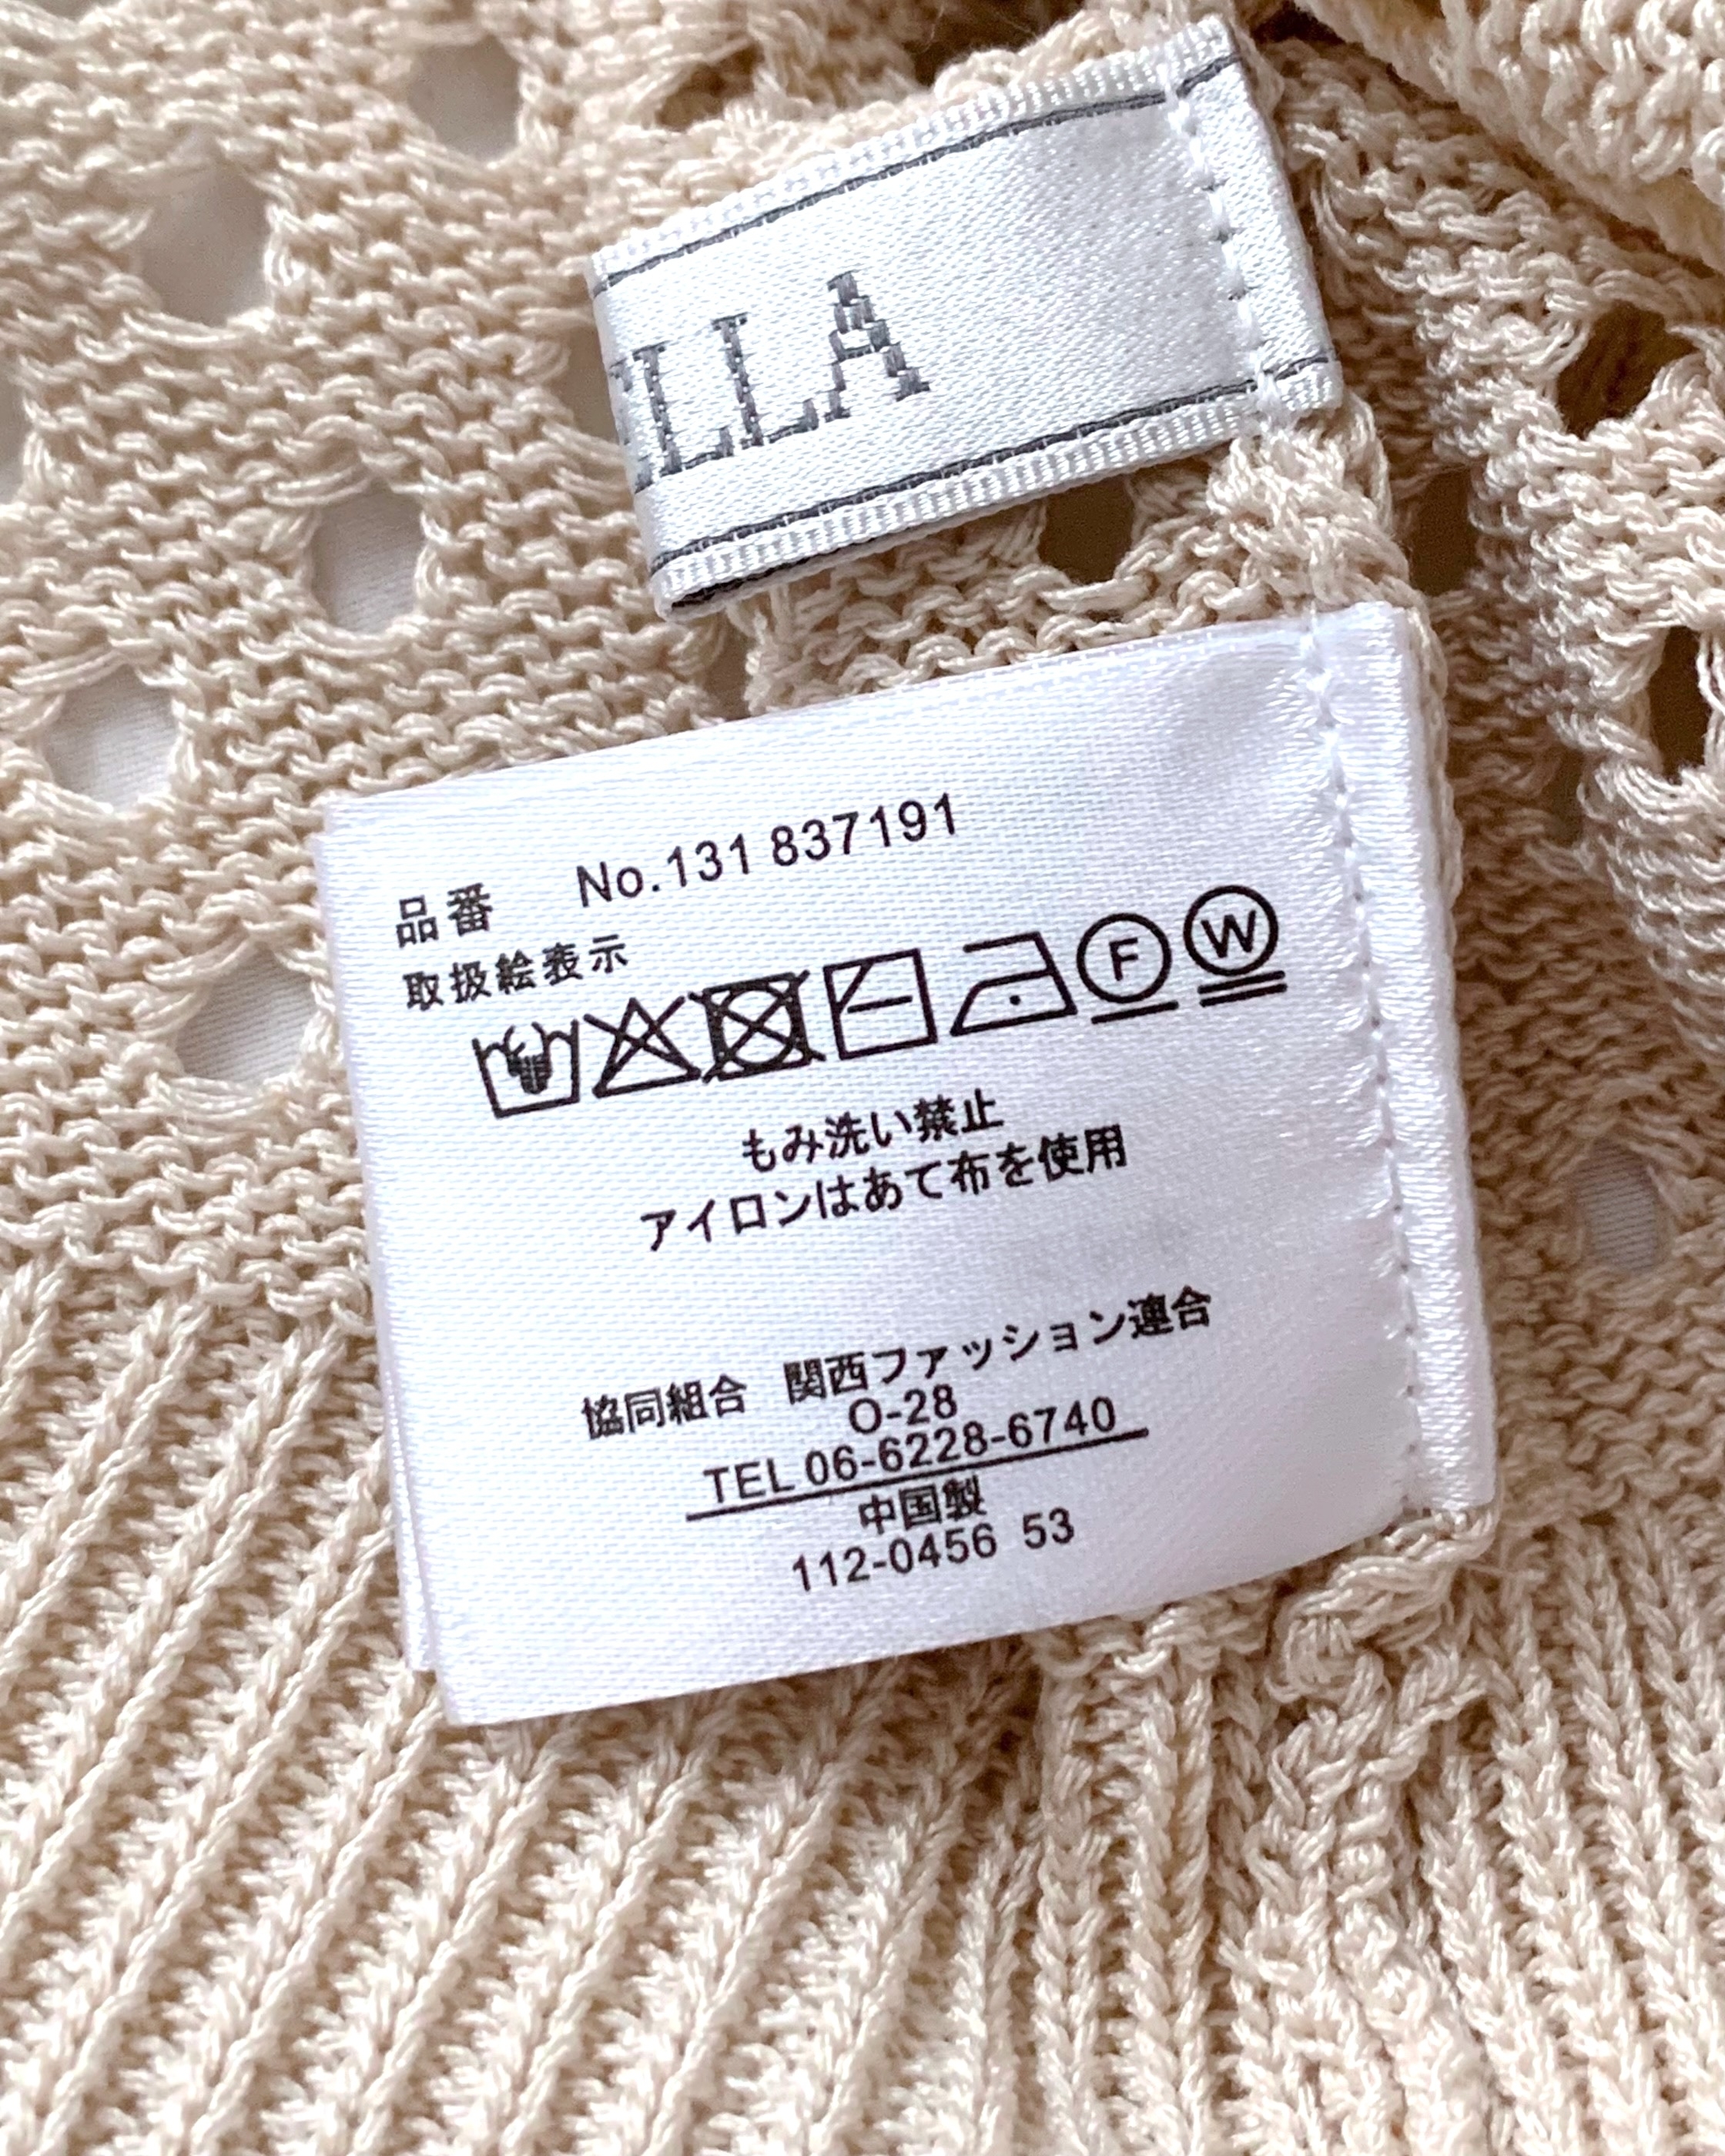 LLA
品番 No.131 837191
取扱絵表示
F W
もみ洗い禁止
アイロンはあて布を使用
協同組合 関西ファッション連合
O-28
TEL 06-6228-6740
中国製
112-0456 53